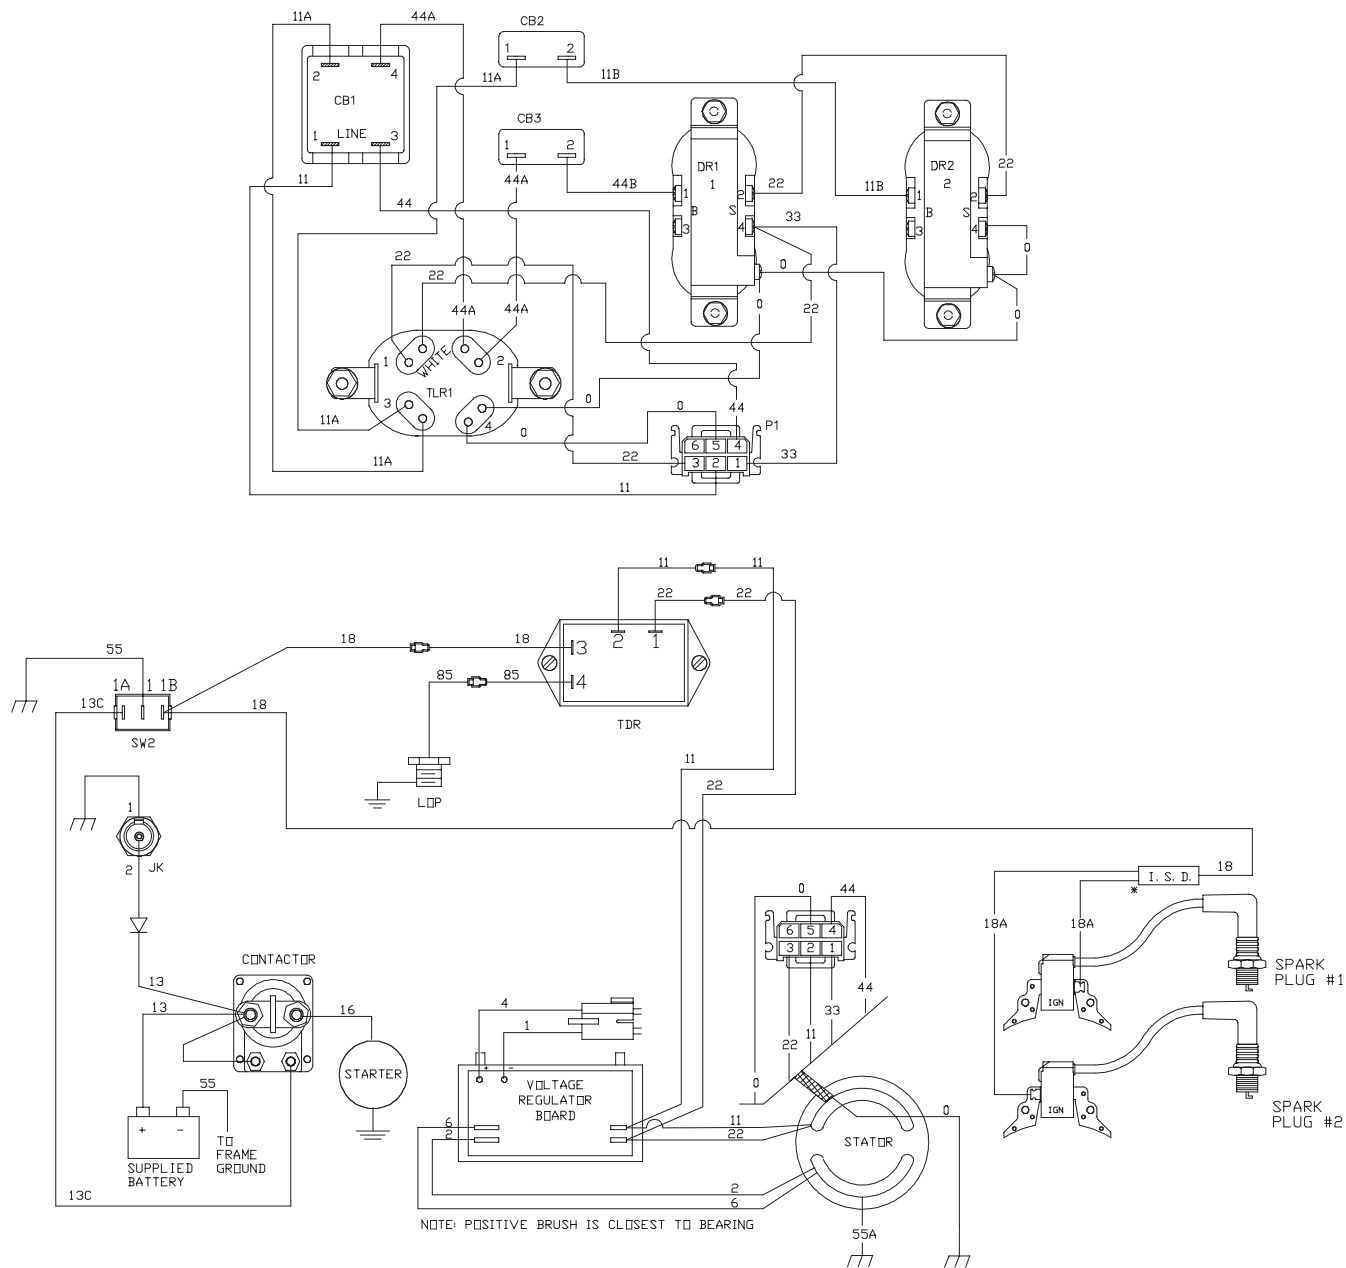 11A
44A
CB2
1
2
2
4
11A
11B
CB1
1
LINE
3
CB3
1
2
11
44A
44B
44
DR1
1
1
2
B
S
3
4
22
33
0
0
22
11B
DR2
2
1
2
B
S
3
4
22
0
0
22
22
44A
44A
1
WHITE
2
TLR1
3
4
11A
11A
0
0
0
44
P1
6
5
4
3
2
1
22
33
11
11
11
22
22
2
1
3
4
TDR
18
18
85
85
LOP
55
1A
1
1B
13C
18
SW2
11
22
1
2
JK
13
13
CONTACTOR
16
STARTER
55
+
-
SUPPLIED
BATTERY
TO
FRAME
GROUND
13C
4
1
+
-
VOLTAGE
REGULATOR
BOARD
6
2
11
22
2
6
NOTE: POSITIVE BRUSH IS CLOSEST TO BEARING
0
44
6
5
4
3
2
1
22
11
33
44
0
STATOR
0
55A
I.S.D.
*
18
18A
18A
IGN
SPARK
PLUG #1
IGN
SPARK
PLUG #2